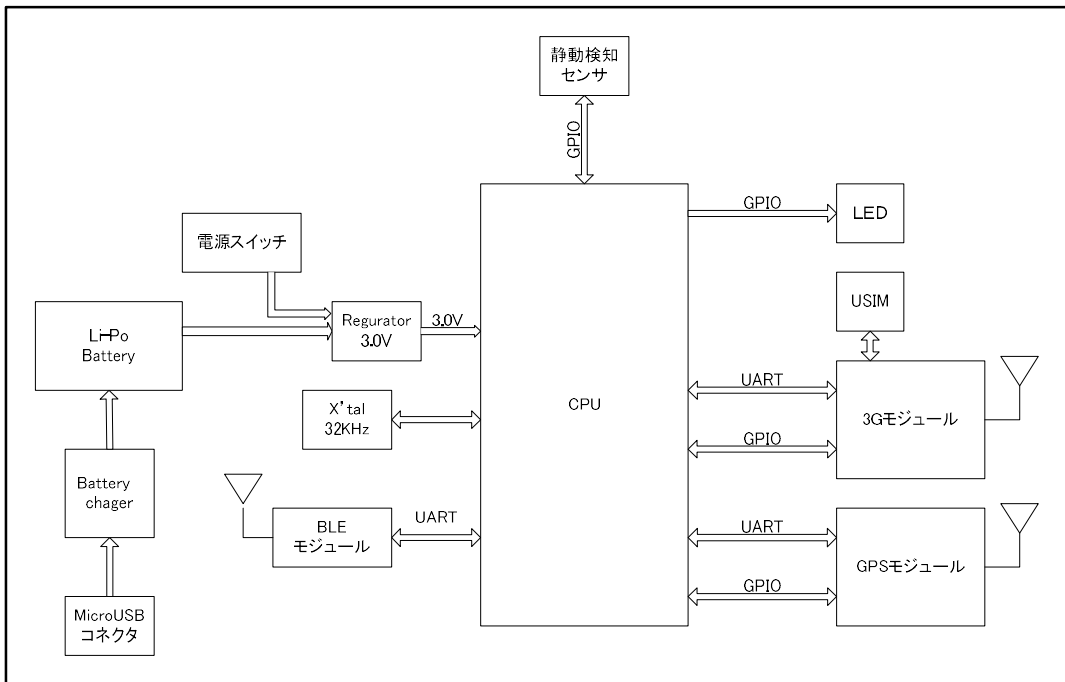 静動検知
センサ
GPIO
GPIO
LED
電源スイッチ
USIM
Li-Po
Battery
Regurator
3.0V
3.0V
CPU
UART
3Gモジュール
GPIO
X'tal
32KHz
Battery
chager
BLE
モジュール
UART
UART
GPSモジュール
GPIO
MicroUSB
コネクタ